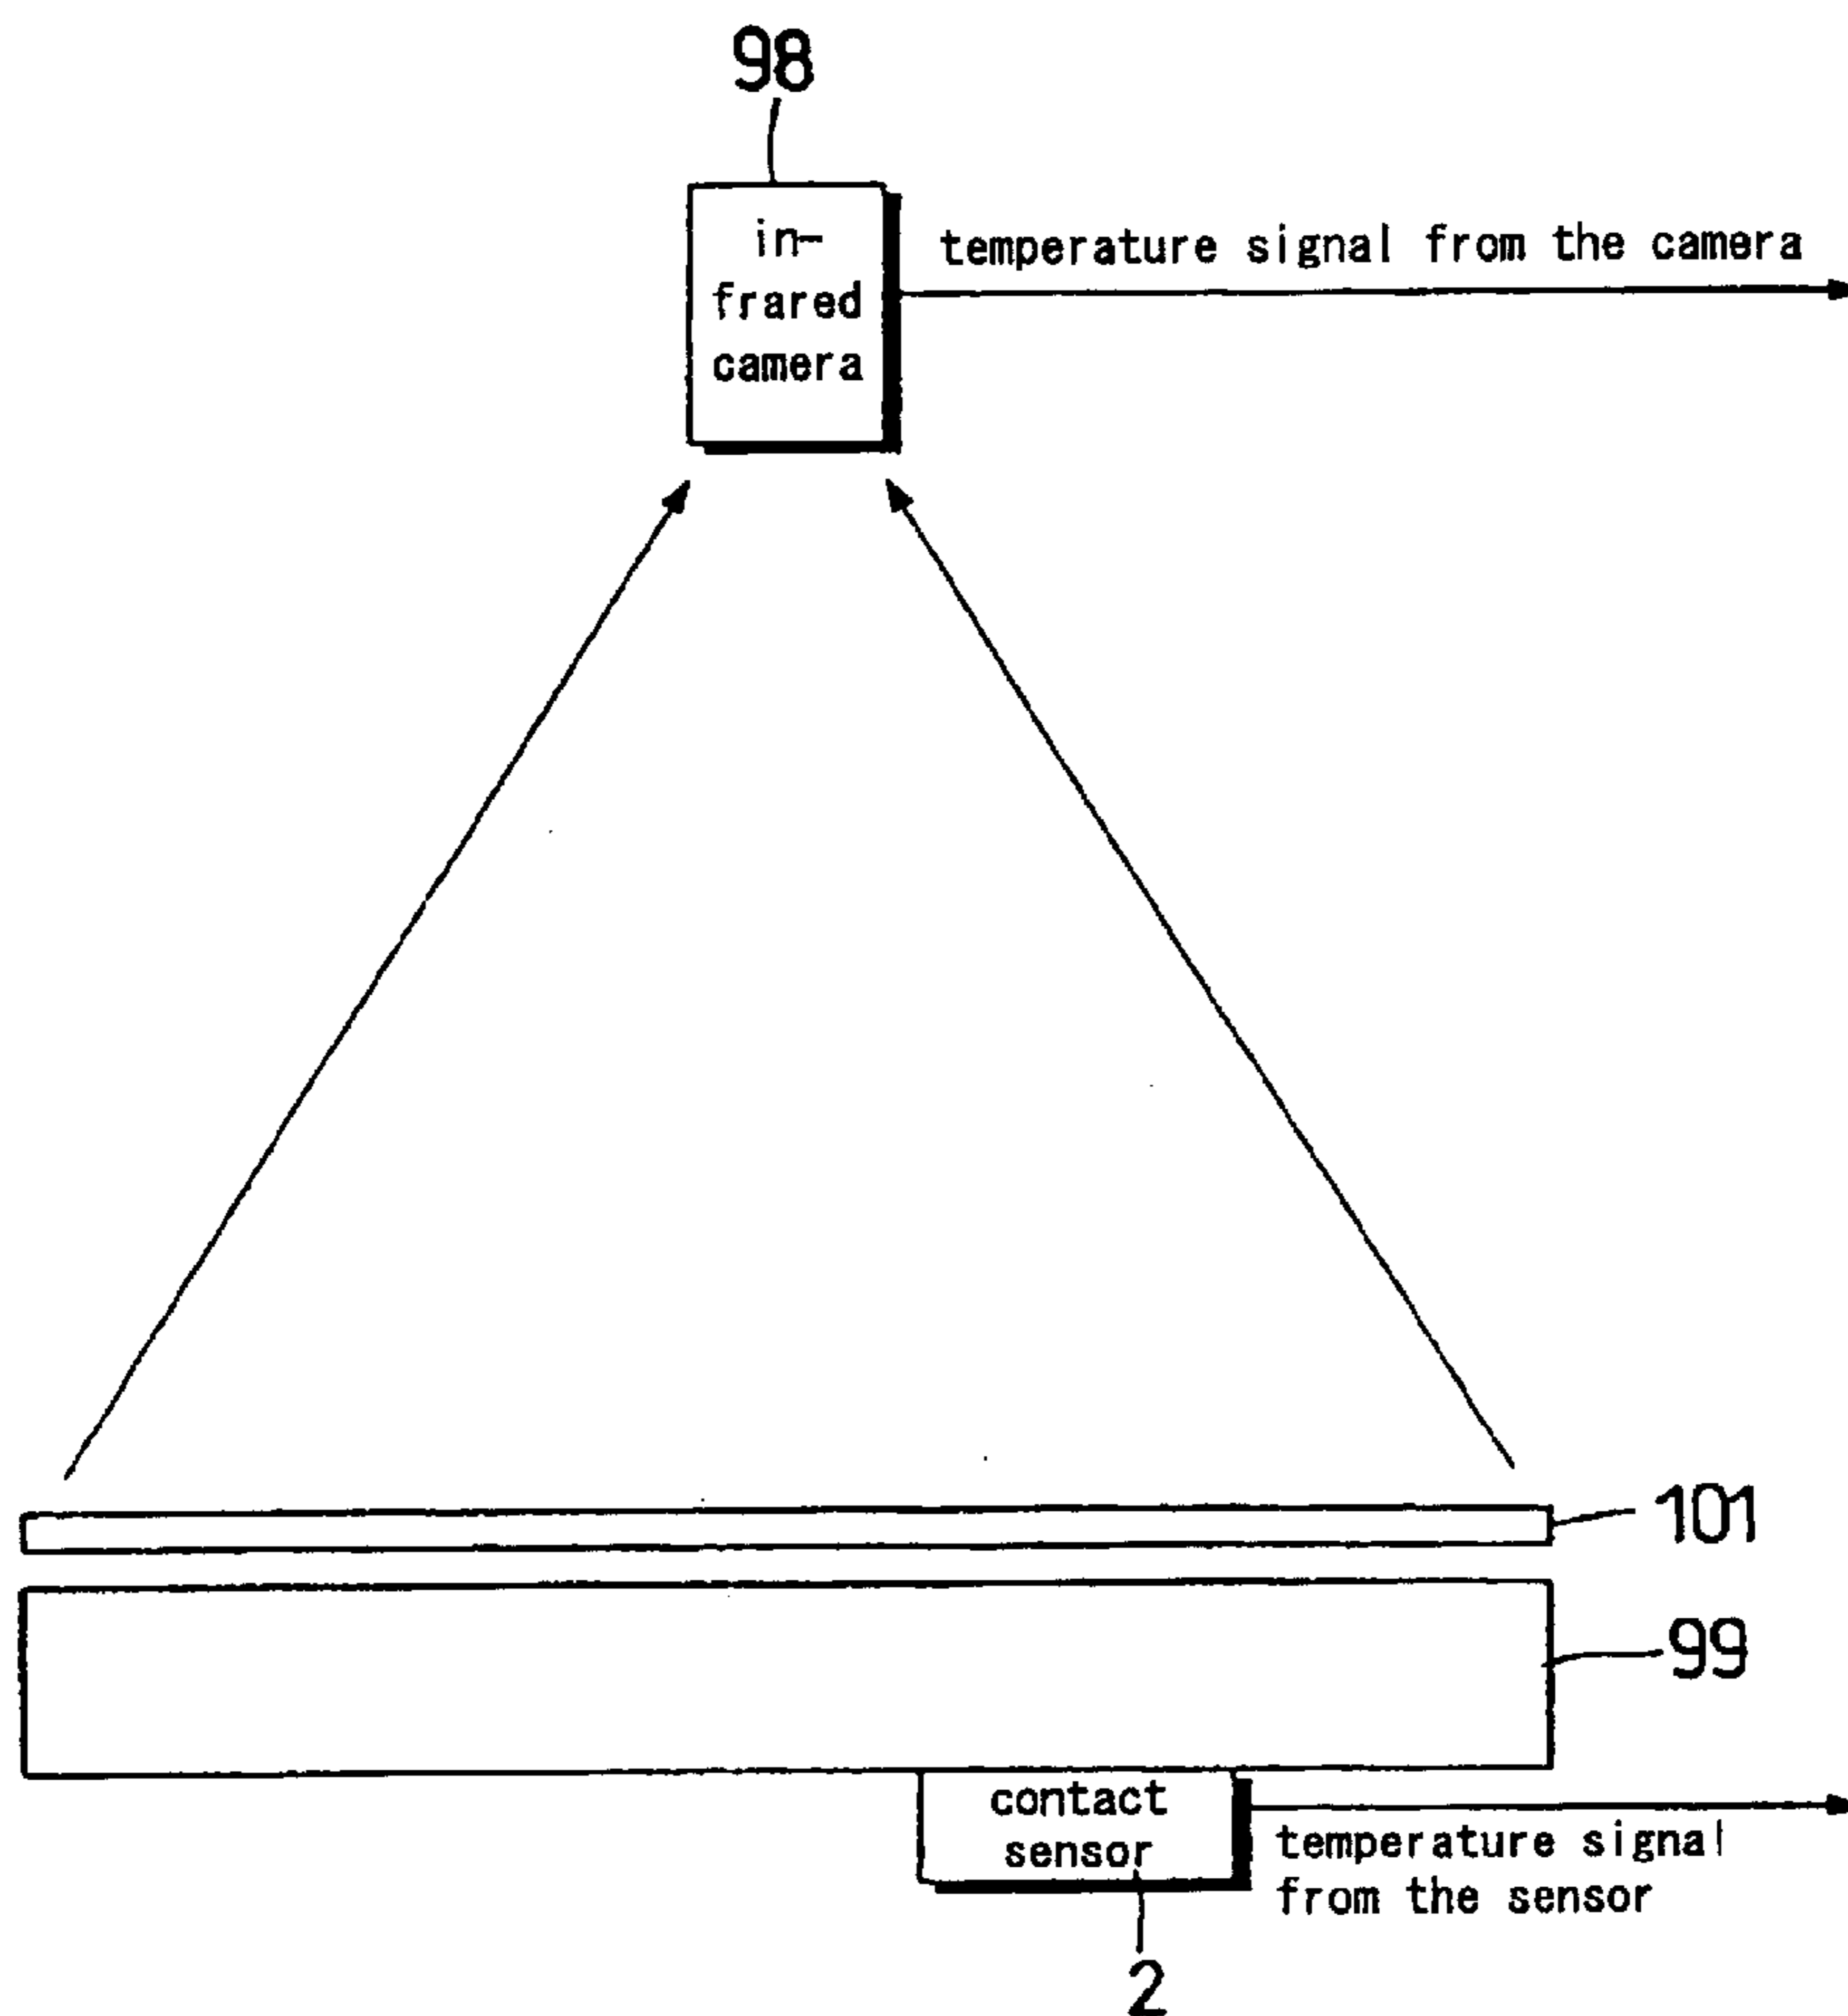 98
in-
frared
camera
temperature signal from the camera
101
99
contact
sensor
temperature signal
from the sensor
2